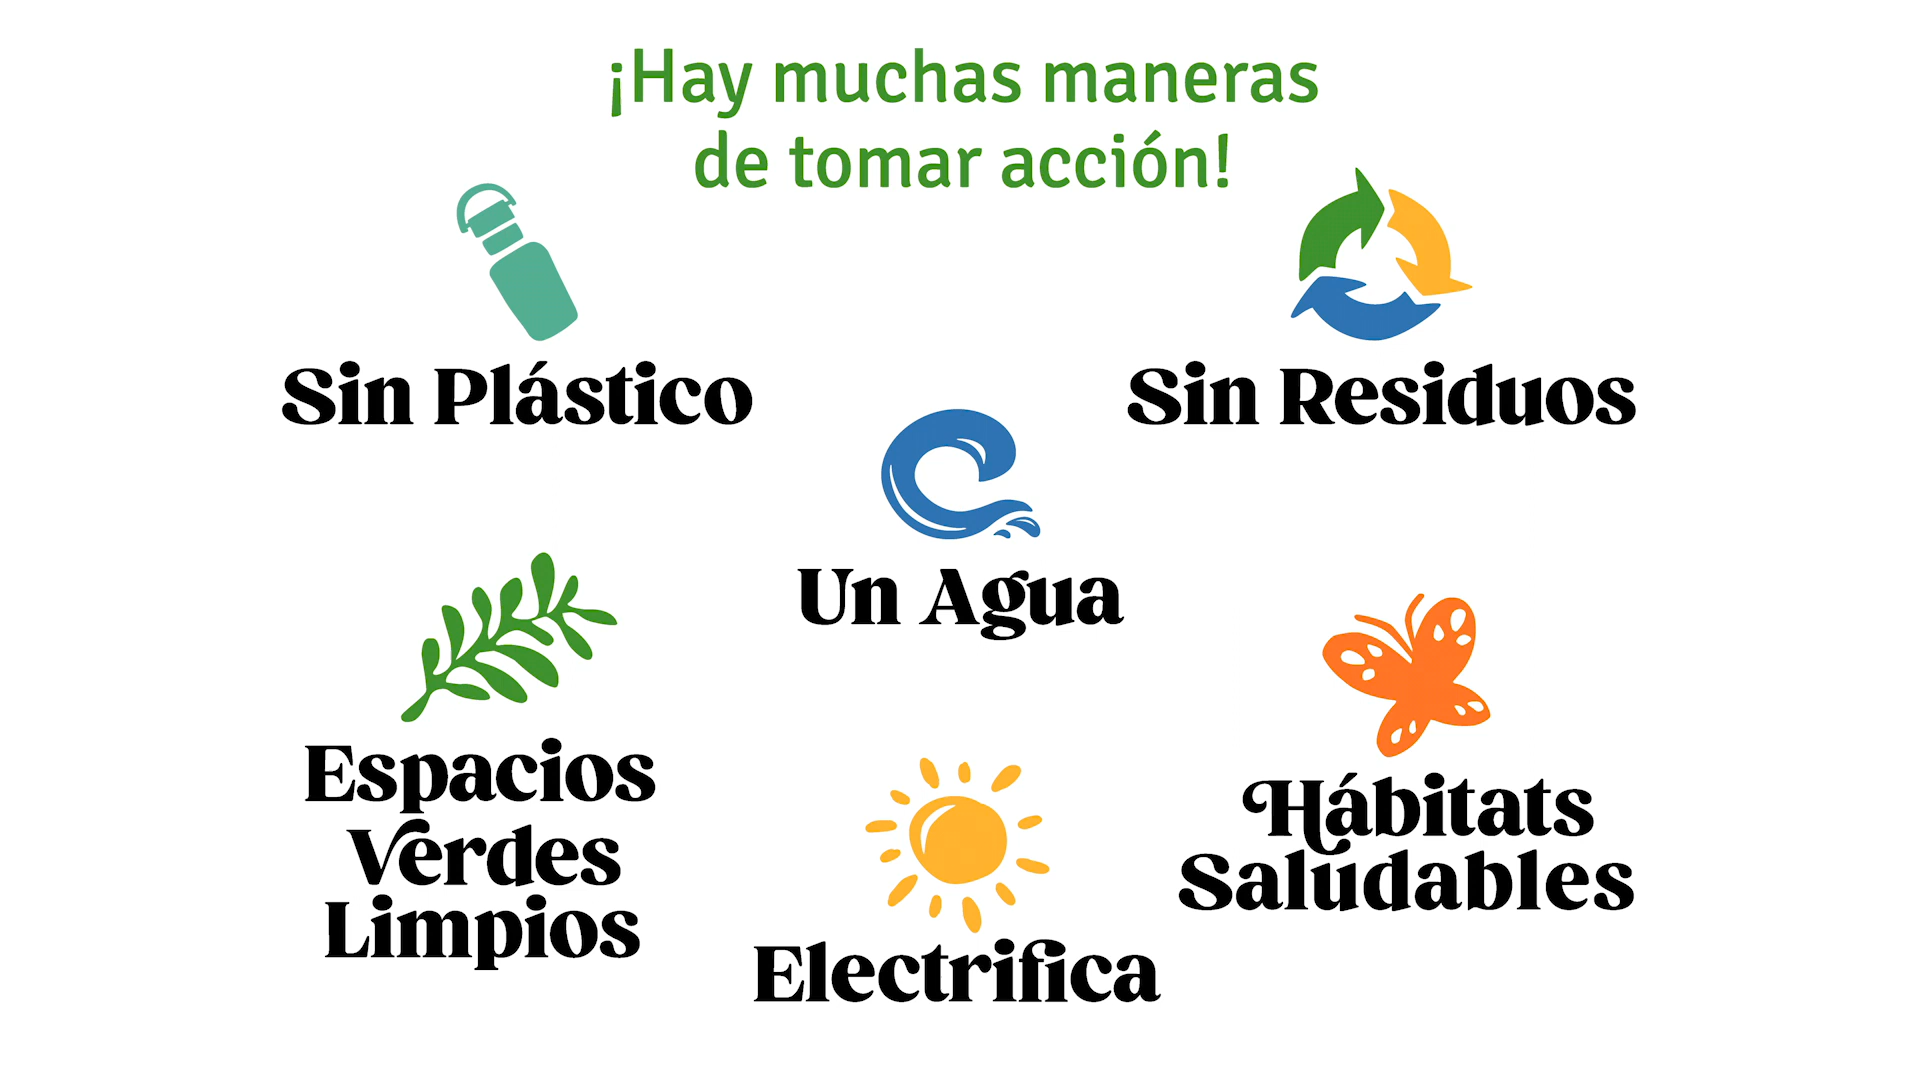 ¡Hay muchas maneras
de tomar acción!
Sin Plástico
Sin Residuos
Un Agua
Espacios
Verdes
Limpios
Electrifica
Hábitats
Saludables